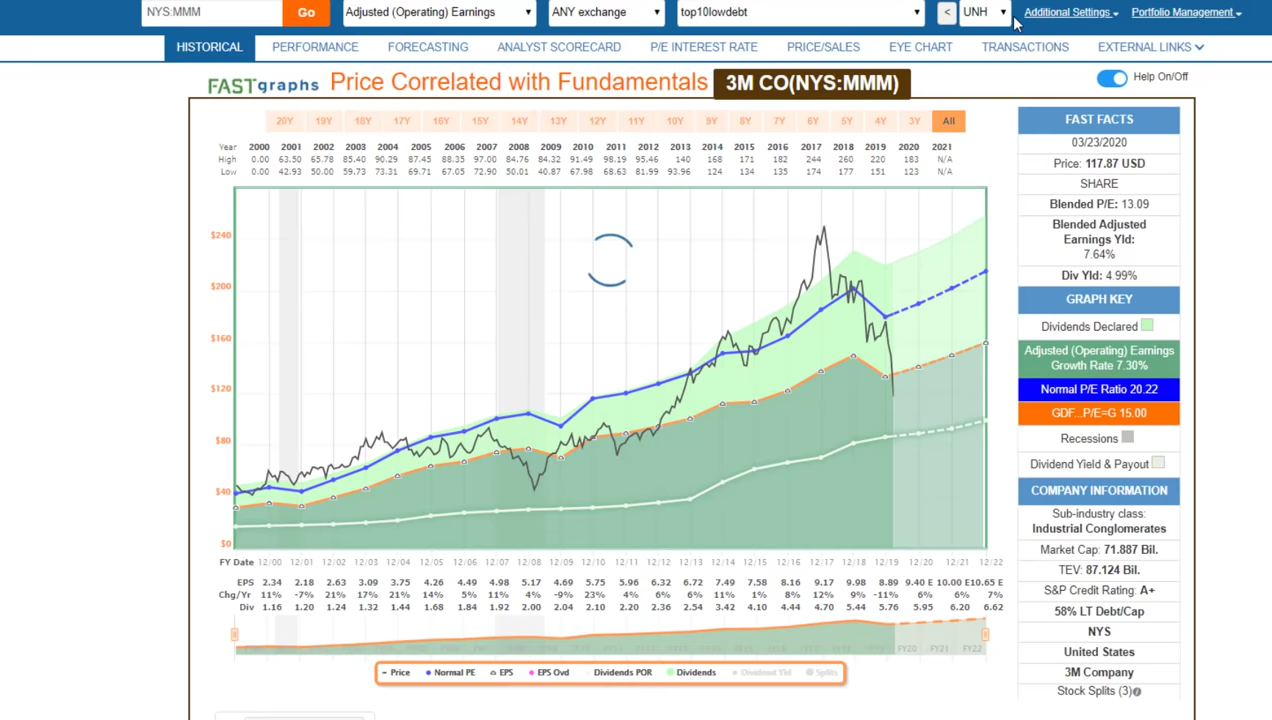 NYS:MMM Go Adjusted (Operating) Earnings ANY exchange top10lowdebt < UNH Additional Settings Portfolio Management
HISTORICAL PERFORMANCE FORECASTING ANALYST SCORECARD P/E INTEREST RATE PRICE/SALES EYE CHART TRANSACTIONS EXTERNAL LINKS
FASTgraphs Price Correlated with Fundamentals 3M CO(NYS:MMM)
Help On/Off
20Y 19Y 18Y 17Y 16Y 15Y 14Y 13Y 12Y 11Y 10Y 9Y 8Y 7Y 6Y 5Y 4Y 3Y All
Year 2000 2001 2002 2003 2004 2005 2006 2007 2008 2009 2010 2011 2012 2013 2014 2015 2016 2017 2018 2019 2020 2021
High 0.00 63.50 65.78 85.40 90.29 87.45 88.35 97.00 84.76 84.32 91.49 98.19 95.46 140 168 171 182 244 260 220 183 N/A
Low 0.00 42.93 50.00 59.73 73.31 69.71 67.05 72.90 50.01 40.87 67.98 68.63 81.99 93.96 124 134 135 174 177 151 123 N/A
$240
$200
$160
$120
$80
$40
$0
FY Date 12/00 12/01 12/02 12/03 12/04 12/05 12/06 12/07 12/08 12/09 12/10 12/11 12/12 12/13 12/14 12/15 12/16 12/17 12/18 12/19 12/20 12/21 12/22
EPS 2.34 2.18 2.63 3.09 3.75 4.26 4.49 4.98 5.17 4.69 5.75 5.96 6.32 6.72 7.49 7.58 8.16 9.17 9.98 8.89 9.40 E 10.00 E 10.65 E
Chg/Yr 11% -7% 21% 17% 21% 14% 5% 11% 4% -9% 23% 4% 6% 6% 11% 1% 8% 12% 9% -11% 6% 6% 7%
Div 1.16 1.20 1.24 1.32 1.44 1.68 1.84 1.92 2.00 2.04 2.10 2.20 2.36 2.54 3.42 4.10 4.44 4.70 5.44 5.76 5.95 6.20 6.62
FY20 FY21 FY22
Price Normal PE EPS EPS Ovd Dividends POR Dividends Dividend Yld Splits
FAST FACTS
03/23/2020
Price: 117.87 USD
SHARE
Blended P/E: 13.09
Blended Adjusted
Earnings Yld:
7.64%
Div Yld: 4.99%
GRAPH KEY
Dividends Declared
Adjusted (Operating) Earnings
Growth Rate 7.30%
Normal P/E Ratio 20.22
GDF...P/E=G 15.00
Recessions
Dividend Yield & Payout
COMPANY INFORMATION
Sub-industry class:
Industrial Conglomerates
Market Cap: 71.887 Bil.
TEV: 87.124 Bil.
S&P Credit Rating: A+
58% LT Debt/Cap
NYS
United States
3M Company
Stock Splits (3)